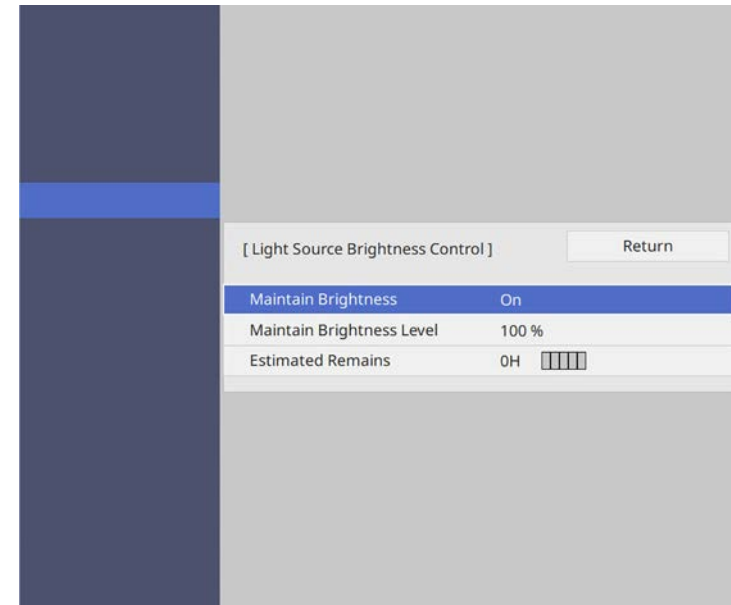 [ Light Source Brightness Control ] Return
Maintain Brightness On
Maintain Brightness Level 100 %
Estimated Remains 0H